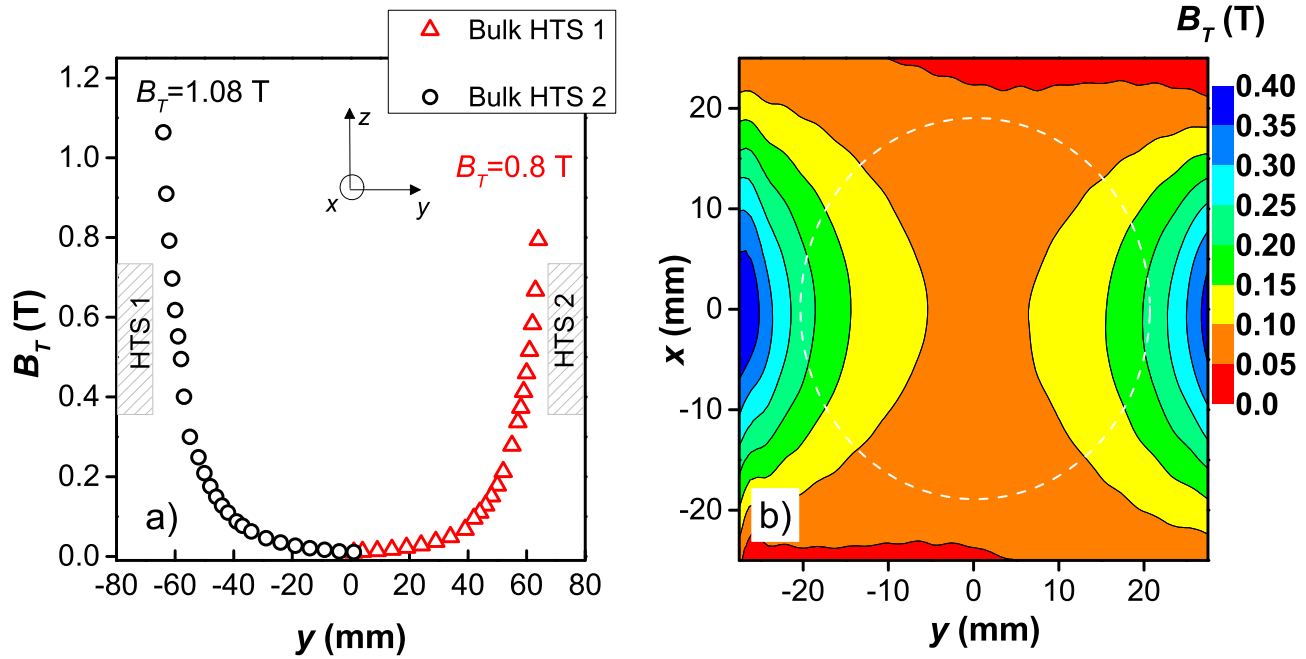 Bulk HTS 1
Bulk HTS 2
B_T=1.08 T
B_T=0.8 T
z
x
y
HTS 1
HTS 2
a)
1.2
1.0
0.8
0.6
0.4
0.2
0.0
B_T (T)
-80 -60 -40 -20 0 20 40 60 80
y (mm)
B_T (T)
0.40
0.35
0.30
0.25
0.20
0.15
0.10
0.05
0.0
20
10
0
-10
-20
x (mm)
b)
-20 -10 0 10 20
y (mm)